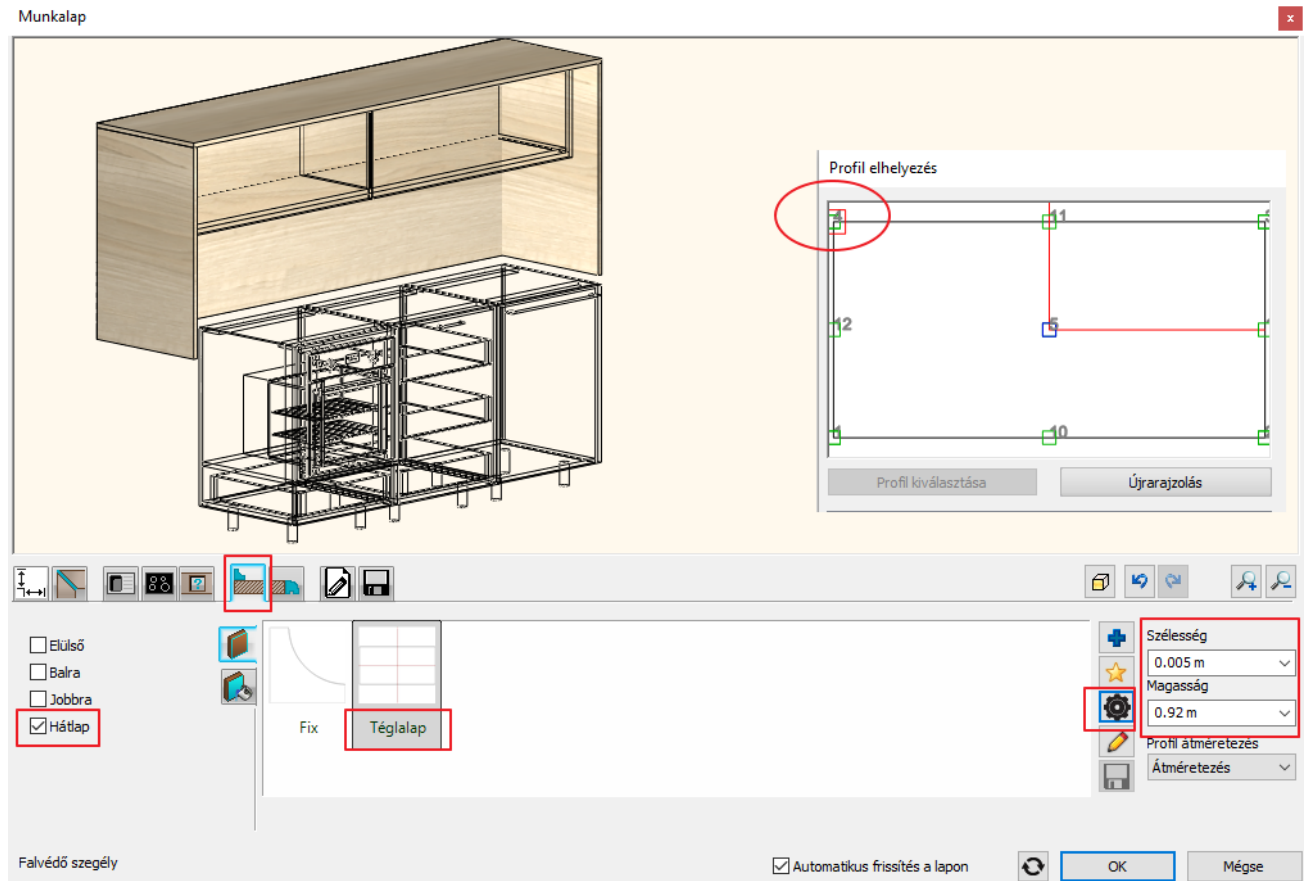 Munkalap
x
Profil elhelyezés
4
11
12
5
10
Profil kiválasztása
Újrarajzolás
Elülső
Balra
Jobbra
Hátlap
Fix
Téglalap
Szélesség
0.005 m
Magasság
0.92 m
Profil átméretezés
Átméretezés
Falvédő szegély
Automatikus frissítés a lapon
OK
Mégse